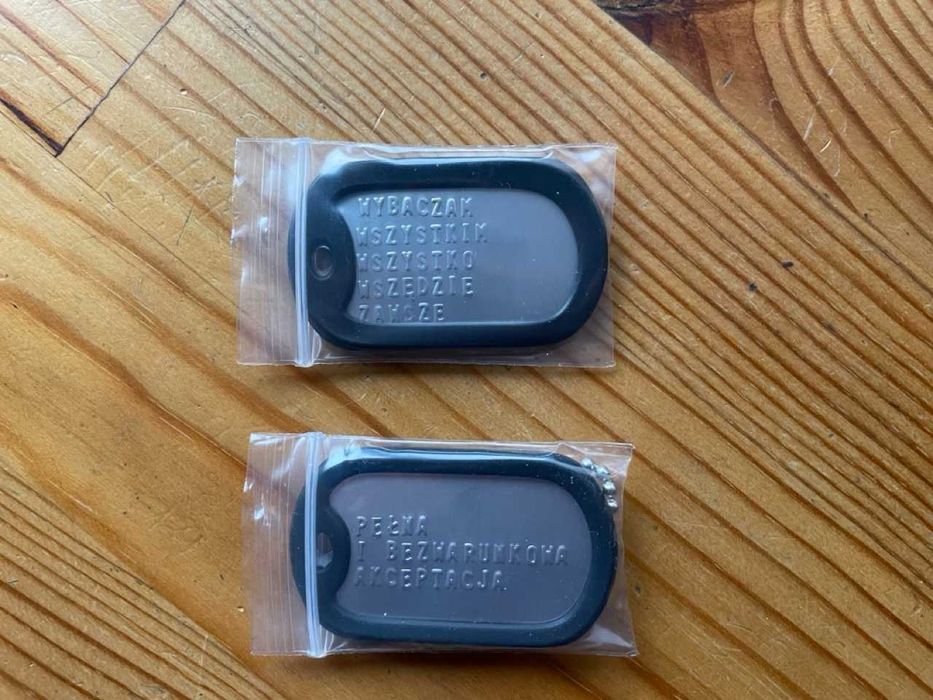 WYBACZAM
WSZYSTKIM
WSZYSTKO
WSZĘDZIE
ZAWSZE
PEŁNA
I BEZWARUNKOWA
AKCEPTACJA